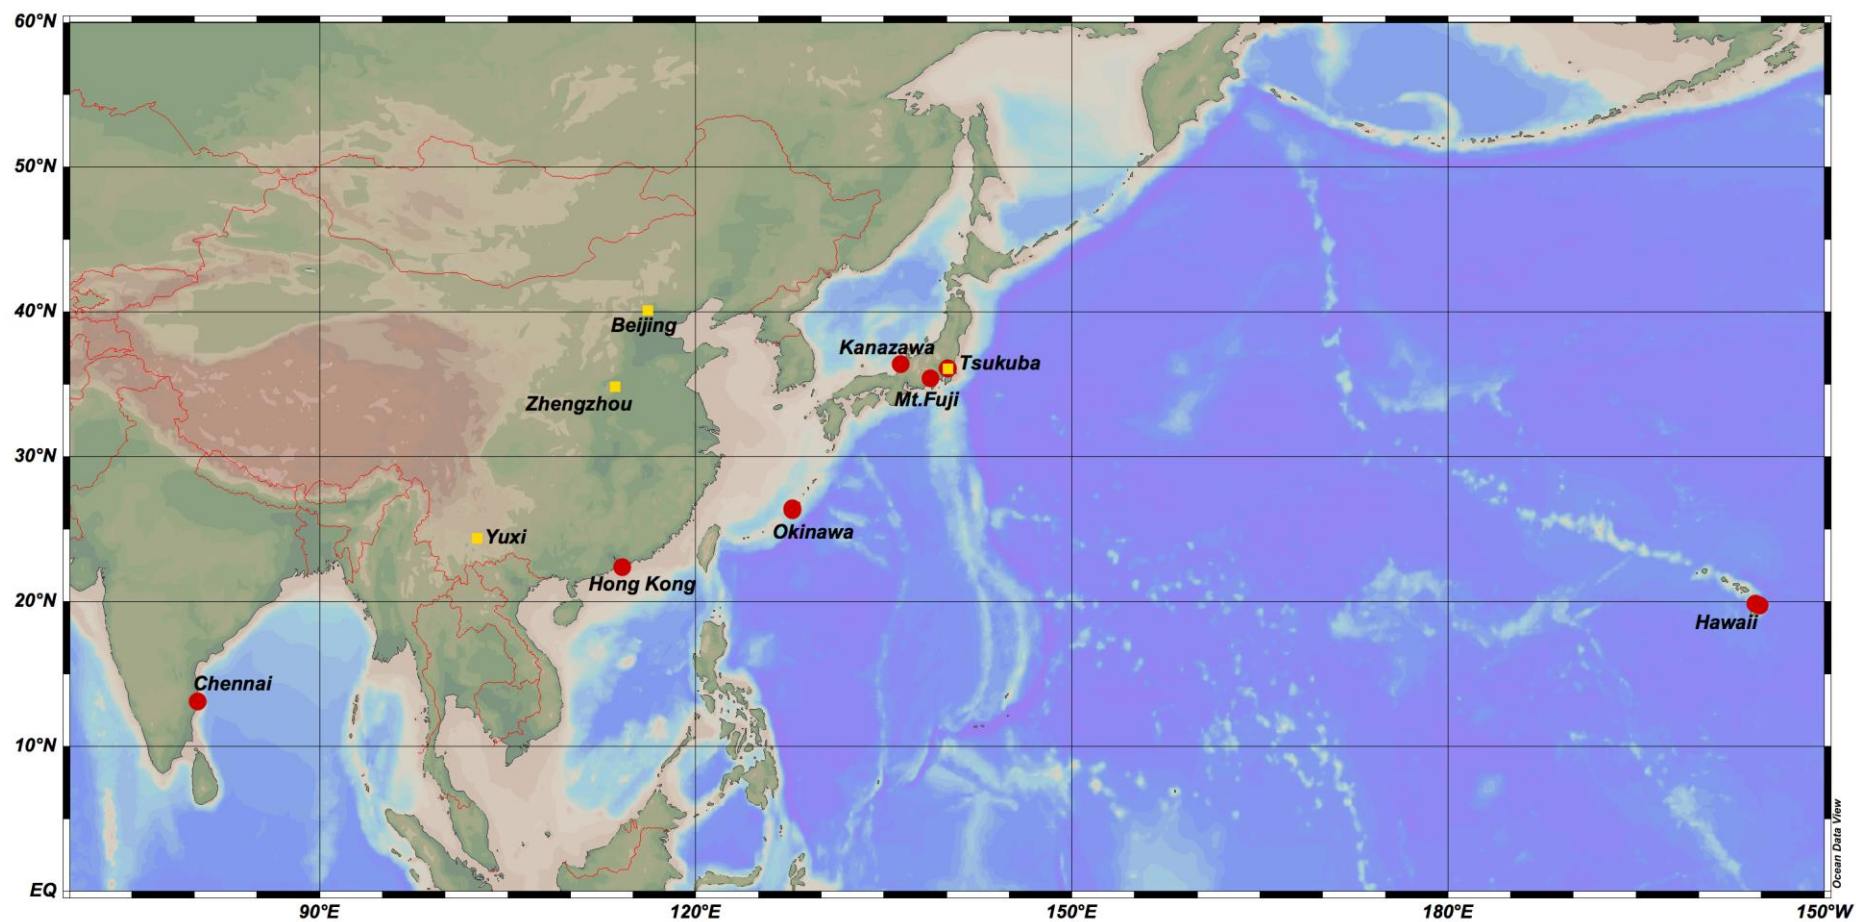 60°N
50°N
40°N
Beijing
Kanazawa
Tsukuba
Mt.Fuji
Zhengzhou
30°N
Okinawa
Yuxi
Hong Kong
20°N
Hawaii
Chennai
10°N
Ocean Data View
EQ
90°E 120°E 150°E 180°E 150°W